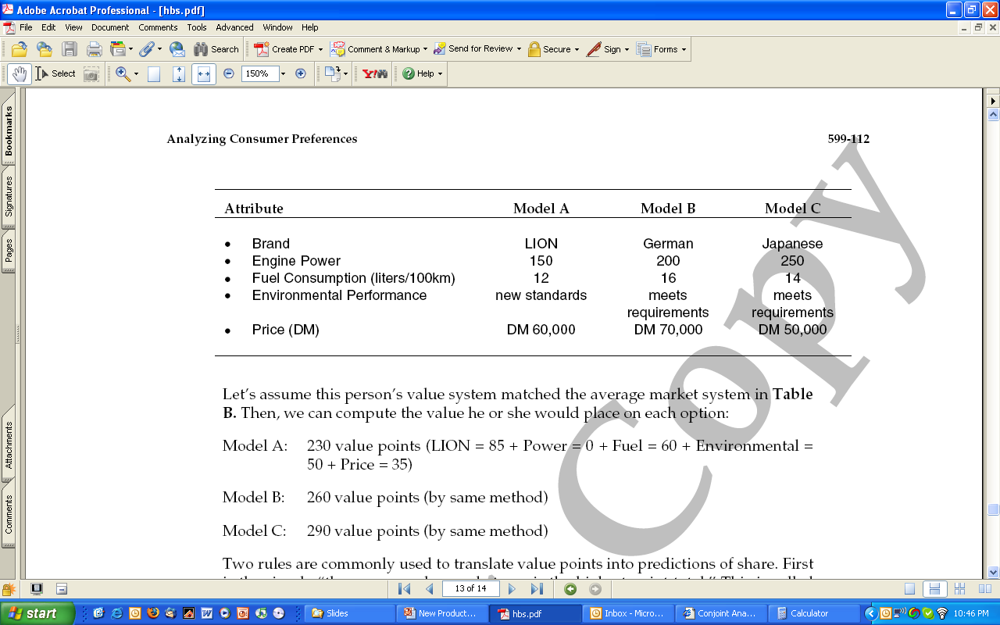 Adobe Acrobat Professional - [hbs.pdf]
File Edit View Document Comments Tools Advanced Window Help
Search Create PDF Comment & Markup Send for Review Secure Sign Forms
Select 150% Y! Help
Bookmarks
Signatures
Pages
Attachments
Comments
Analyzing Consumer Preferences 599-112
Attribute Model A Model B Model C
• Brand LION German Japanese
• Engine Power 150 200 250
• Fuel Consumption (liters/100km) 12 16 14
• Environmental Performance new standards meets meets
requirements requirements
• Price (DM) DM 60,000 DM 70,000 DM 50,000
Let's assume this person's value system matched the average market system in Table
B. Then, we can compute the value he or she would place on each option:
Model A: 230 value points (LION = 85 + Power = 0 + Fuel = 60 + Environmental =
50 + Price = 35)
Model B: 260 value points (by same method)
Model C: 290 value points (by same method)
Two rules are commonly used to translate value points into predictions of share. First
Copy
13 of 14
start Slides New Product... hbs.pdf Inbox - Micro... Conjoint Ana... Calculator 10:46 PM